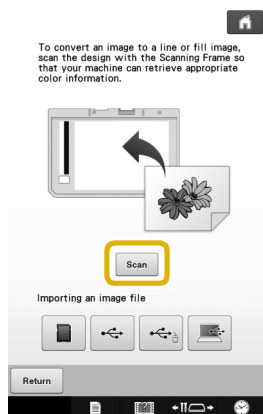 To convert an image to a line or fill image,
scan the design with the Scanning Frame so
that your machine can retrieve appropriate
color information.
Scan
Importing an image file
Return